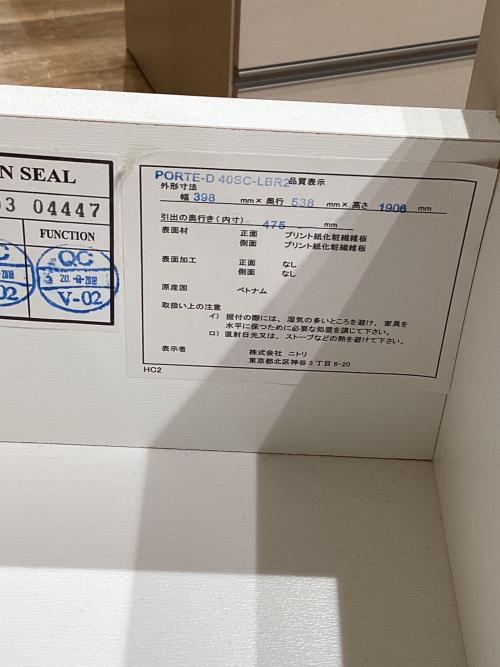 N SEAL
3 04447
FUNCTION
QC
V-02
02
PORTE-D 40SC-LBR2 品質表示
外形寸法
幅 398 mm× 奥行 538 mm× 高さ 1906 mm
引出の奥行き(内寸) 475 mm
表面材 正面 プリント紙化粧繊維板
側面 プリント紙化粧繊維板
表面加工 正面 なし
側面 なし
原産国 ベトナム
取扱い上の注意
イ) 据付の際には、湿気の多いところを避け、家具を
水平に保つために必要な処置を講じて下さい。
ロ) 直射日光又は、ストーブなどの熱を避けて下さい。
表示者 株式会社 ニトリ
東京都北区神谷3丁目6-20
HC2